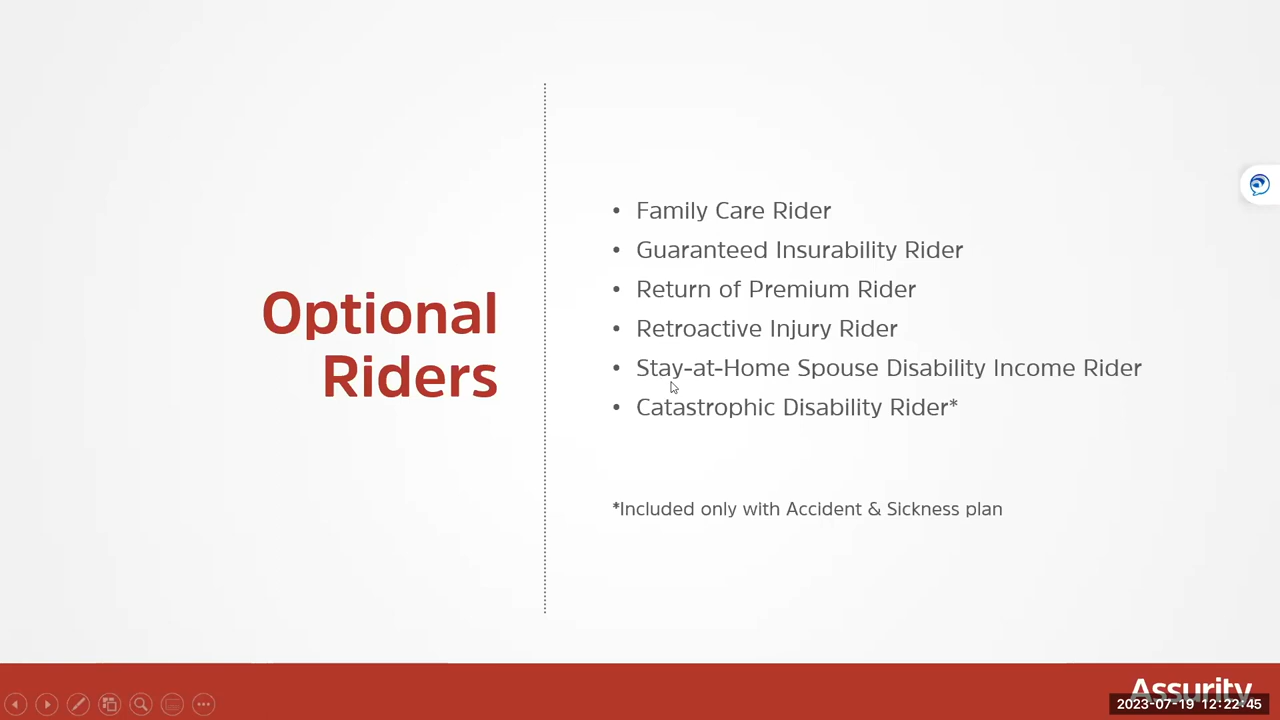 Optional
Riders
• Family Care Rider
• Guaranteed Insurability Rider
• Return of Premium Rider
• Retroactive Injury Rider
• Stay-at-Home Spouse Disability Income Rider
• Catastrophic Disability Rider*
*Included only with Accident & Sickness plan
Assurity
2023-07-19 12:22:45